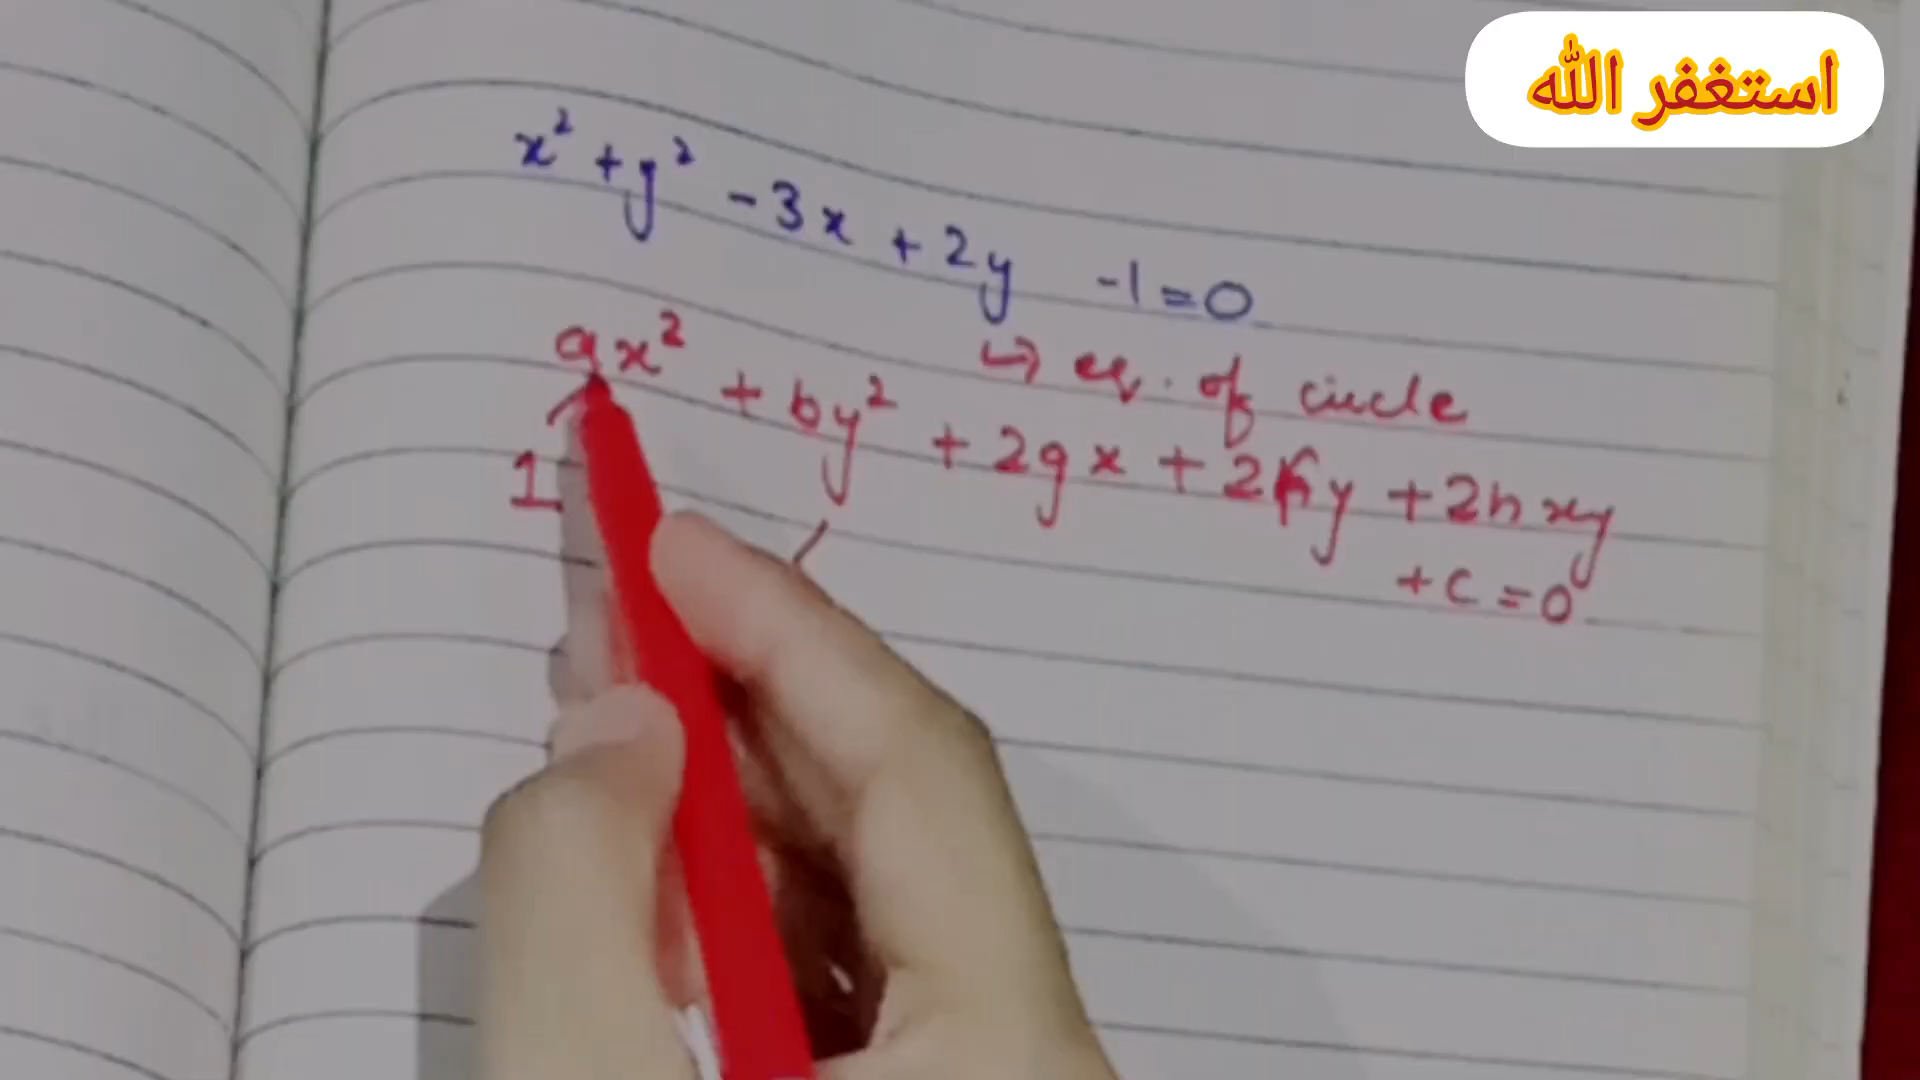 استغفر الله
x² + y² - 3x + 2y -1 = 0
↳ eq. of circle
ax² + by² + 2gx + 2fy + 2hxy
+ c = 0
1